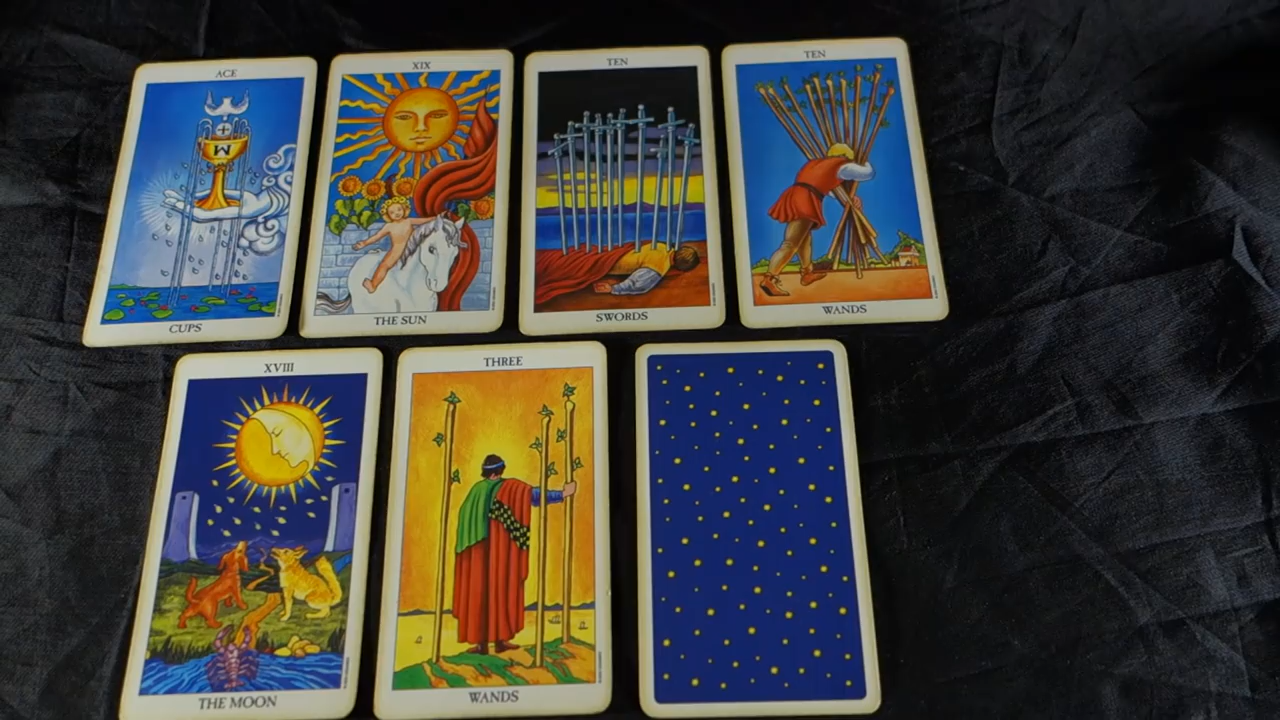 ACE
CUPS
XIX
THE SUN
TEN
SWORDS
TEN
WANDS
XVIII
THE MOON
THREE
WANDS